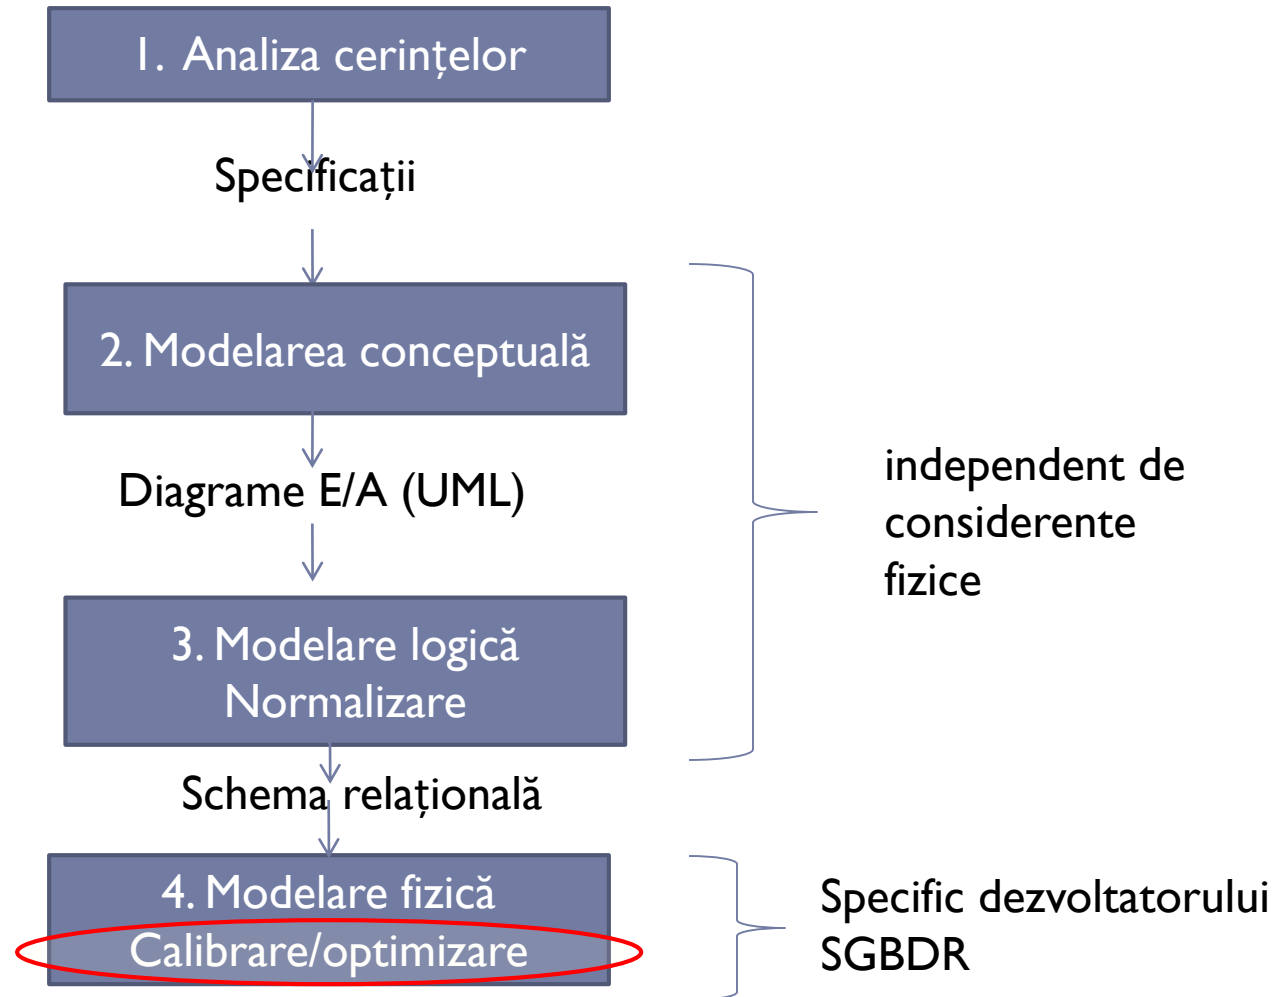 1. Analiza cerințelor
Specificații
2. Modelarea conceptuală
Diagrame E/A (UML)
independent de
considerente
fizice
3. Modelare logică
Normalizare
Schema relațională
4. Modelare fizică
Calibrare/optimizare
Specific dezvoltatorului
SGBDR